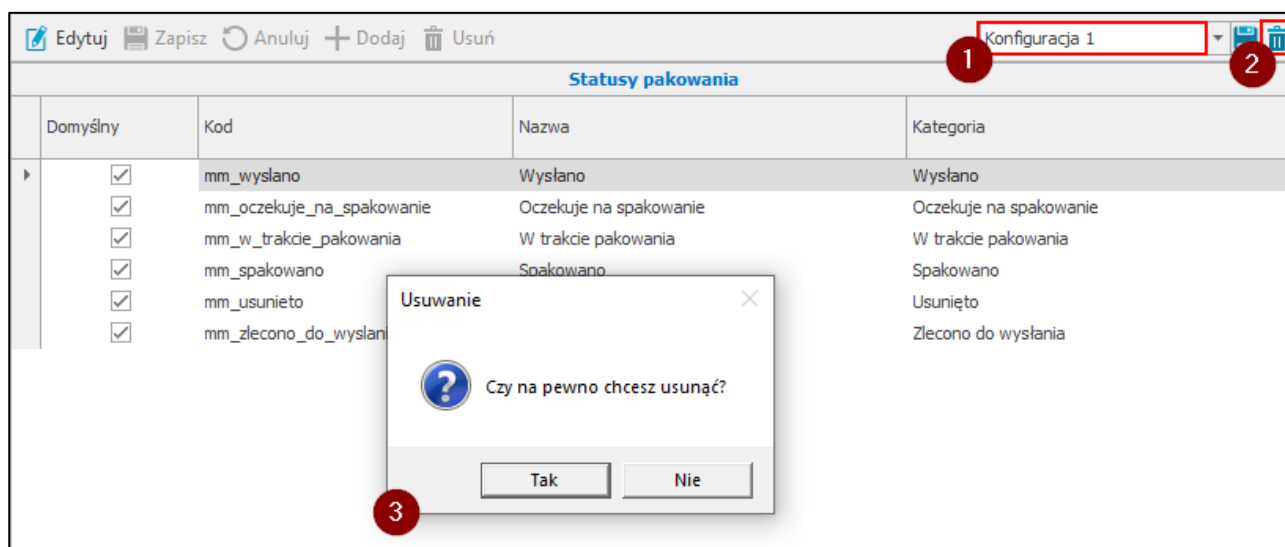 Edytuj Zapisz Anuluj Dodaj Usuń Konfiguracja 1
1 2
Statusy pakowania
Domyślny Kod Nazwa Kategoria
mm_wyslano Wysłano Wysłano
mm_oczekuje_na_spakowanie Oczekuje na spakowanie Oczekuje na spakowanie
mm_w_trakcie_pakowania W trakcie pakowania W trakcie pakowania
mm_spakowano Spakowano Spakowano
mm_usunieto Usunięto
mm_zlecono_do_wyslani Zlecono do wysłania
Usuwanie
Czy na pewno chcesz usunąć?
Tak Nie
3